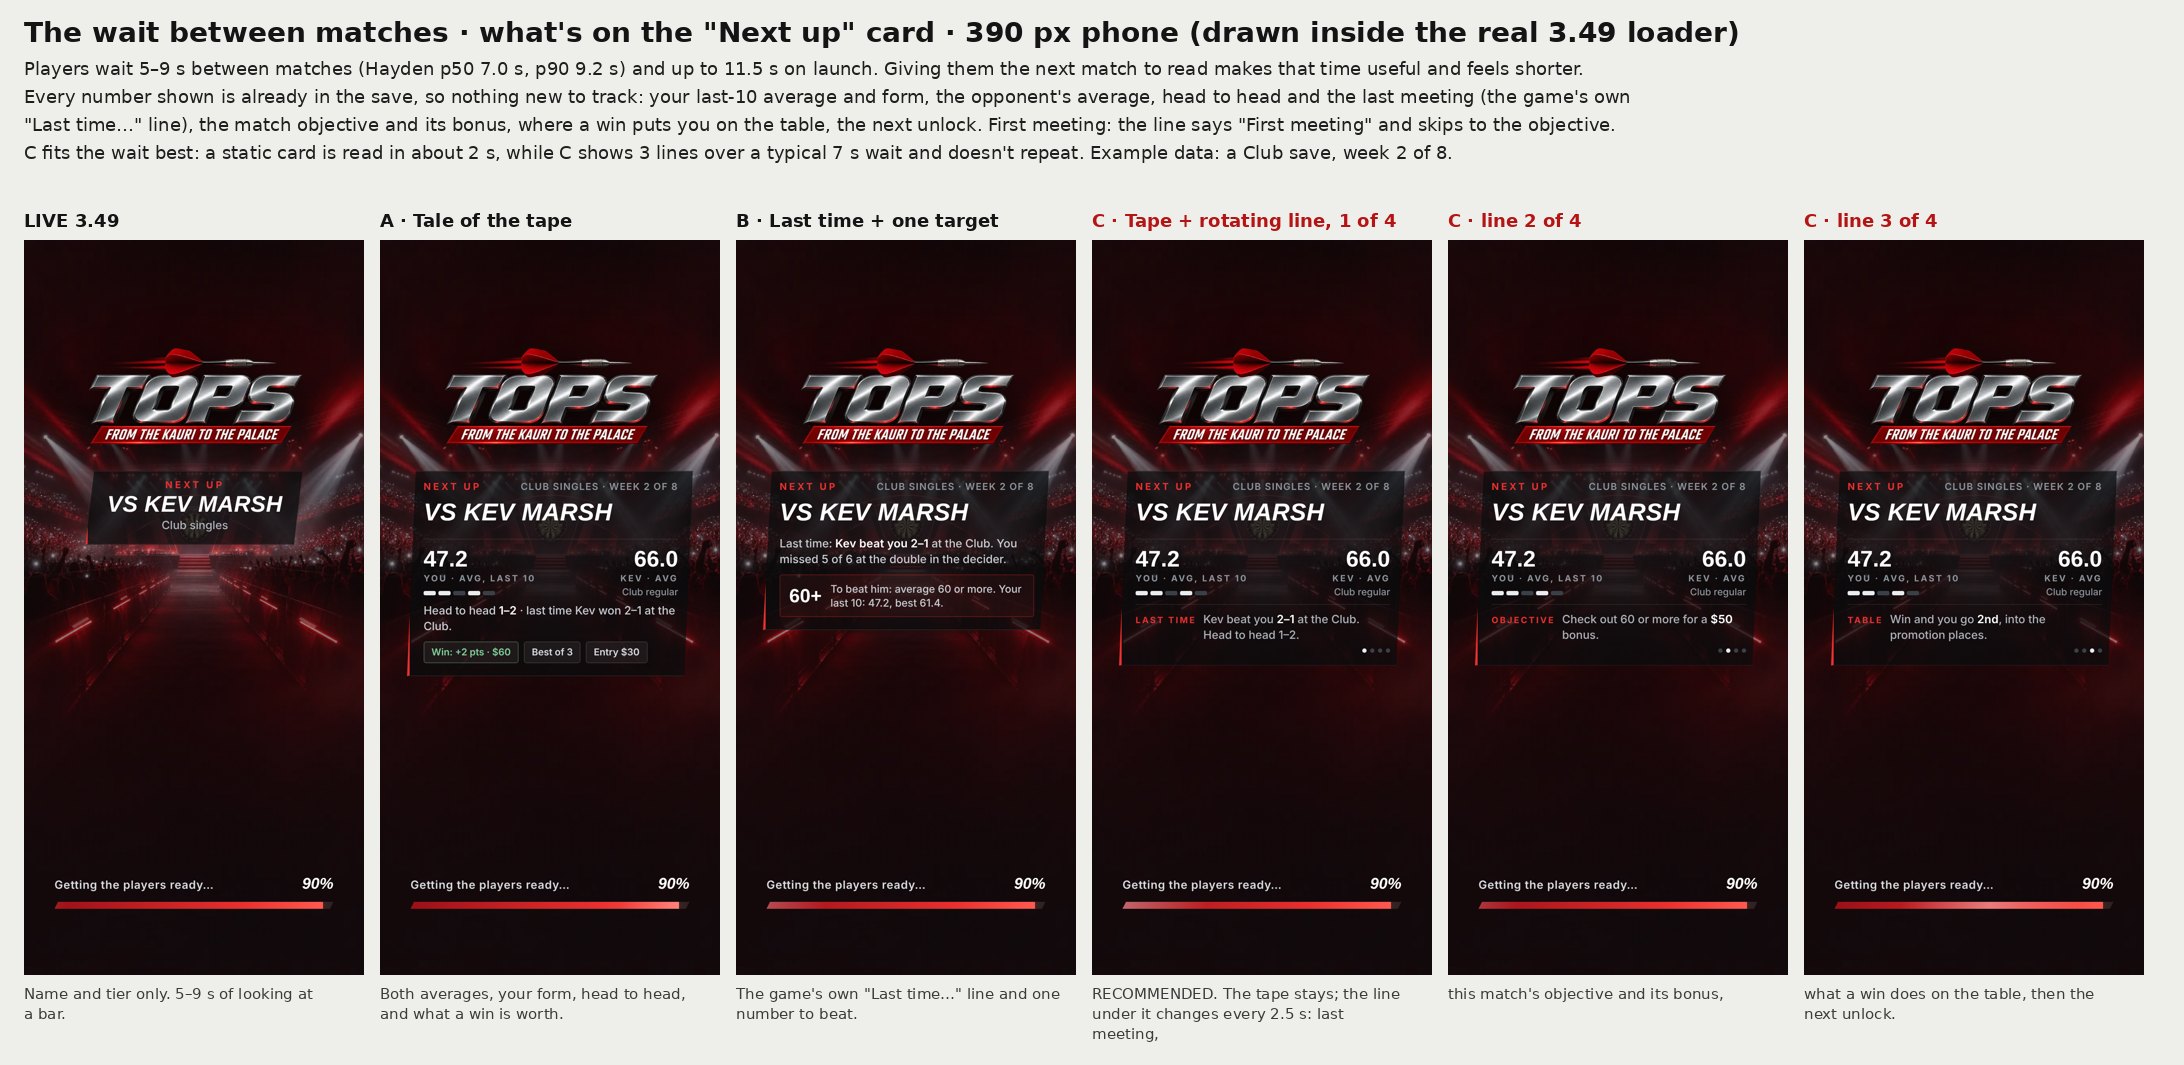 The wait between matches · what's on the "Next up" card · 390 px phone (drawn inside the real 3.49 loader)
Players wait 5–9 s between matches (Hayden p50 7.0 s, p90 9.2 s) and up to 11.5 s on launch. Giving them the next match to read makes that time useful and feels shorter.
Every number shown is already in the save, so nothing new to track: your last-10 average and form, the opponent's average, head to head and the last meeting (the game's own
"Last time..." line), the match objective and its bonus, where a win puts you on the table, the next unlock. First meeting: the line says "First meeting" and skips to the objective.
C fits the wait best: a static card is read in about 2 s, while C shows 3 lines over a typical 7 s wait and doesn't repeat. Example data: a Club save, week 2 of 8.
LIVE 3.49
TOPS
FROM THE KAURI TO THE PALACE
NEXT UP
VS KEV MARSH
Club singles
Getting the players ready... 90%
Name and tier only. 5–9 s of looking at
a bar.
A · Tale of the tape
TOPS
FROM THE KAURI TO THE PALACE
NEXT UP CLUB SINGLES · WEEK 2 OF 8
VS KEV MARSH
47.2 66.0
YOU · AVG, LAST 10 KEV · AVG
Club regular
Head to head 1–2 · last time Kev won 2–1 at the
Club.
Win: +2 pts · $60 Best of 3 Entry $30
Getting the players ready... 90%
Both averages, your form, head to head,
and what a win is worth.
B · Last time + one target
TOPS
FROM THE KAURI TO THE PALACE
NEXT UP CLUB SINGLES · WEEK 2 OF 8
VS KEV MARSH
Last time: Kev beat you 2–1 at the Club. You
missed 5 of 6 at the double in the decider.
60+ To beat him: average 60 or more. Your
last 10: 47.2, best 61.4.
Getting the players ready... 90%
The game's own "Last time..." line and one
number to beat.
C · Tape + rotating line, 1 of 4
TOPS
FROM THE KAURI TO THE PALACE
NEXT UP CLUB SINGLES · WEEK 2 OF 8
VS KEV MARSH
47.2 66.0
YOU · AVG, LAST 10 KEV · AVG
Club regular
LAST TIME Kev beat you 2–1 at the Club.
Head to head 1–2.
Getting the players ready... 90%
RECOMMENDED. The tape stays; the line
under it changes every 2.5 s: last
meeting,
C · line 2 of 4
TOPS
FROM THE KAURI TO THE PALACE
NEXT UP CLUB SINGLES · WEEK 2 OF 8
VS KEV MARSH
47.2 66.0
YOU · AVG, LAST 10 KEV · AVG
Club regular
OBJECTIVE Check out 60 or more for a $50
bonus.
Getting the players ready... 90%
this match's objective and its bonus,
C · line 3 of 4
TOPS
FROM THE KAURI TO THE PALACE
NEXT UP CLUB SINGLES · WEEK 2 OF 8
VS KEV MARSH
47.2 66.0
YOU · AVG, LAST 10 KEV · AVG
Club regular
TABLE Win and you go 2nd, into the
promotion places.
Getting the players ready... 90%
what a win does on the table, then the
next unlock.